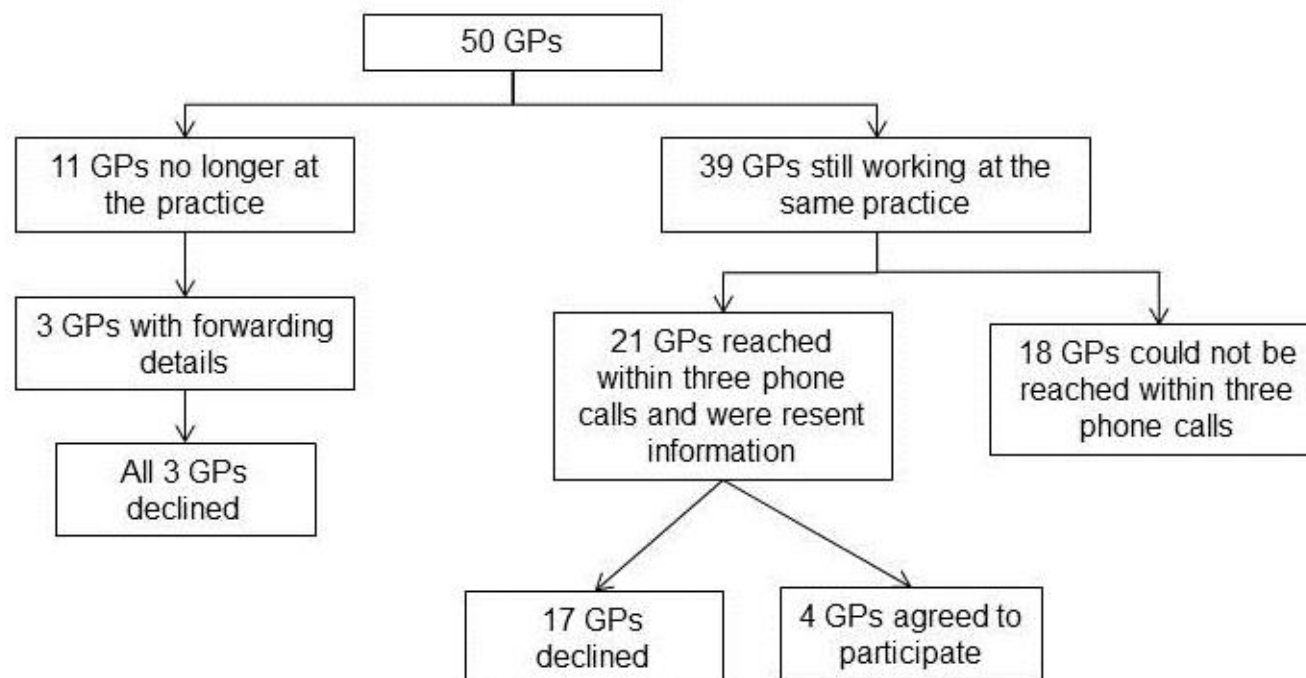 50 GPs
11 GPs no longer at
the practice
39 GPs still working at the
same practice
3 GPs with forwarding
details
21 GPs reached
within three phone
calls and were resent
information
18 GPs could not be
reached within three
phone calls
All 3 GPs
declined
17 GPs
declined
4 GPs agreed to
participate